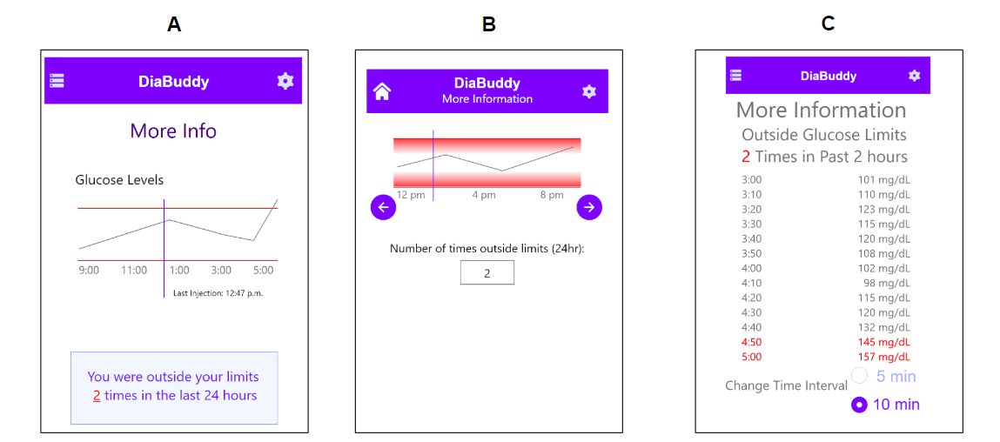 A
DiaBuddy
More Info
Glucose Levels
9:00 11:00 1:00 3:00 5:00
Last Injection: 12:47 p.m.
You were outside your limits
2 times in the last 24 hours
B
DiaBuddy
More Information
12 pm 4 pm 8 pm
Number of times outside limits (24hr):
2
C
DiaBuddy
More Information
Outside Glucose Limits
2 Times in Past 2 hours
3:00 101 mg/dL
3:10 110 mg/dL
3:20 123 mg/dL
3:30 115 mg/dL
3:40 120 mg/dL
3:50 108 mg/dL
4:00 102 mg/dL
4:10 98 mg/dL
4:20 115 mg/dL
4:30 120 mg/dL
4:40 132 mg/dL
4:50 145 mg/dL
5:00 157 mg/dL
Change Time Interval
5 min
10 min